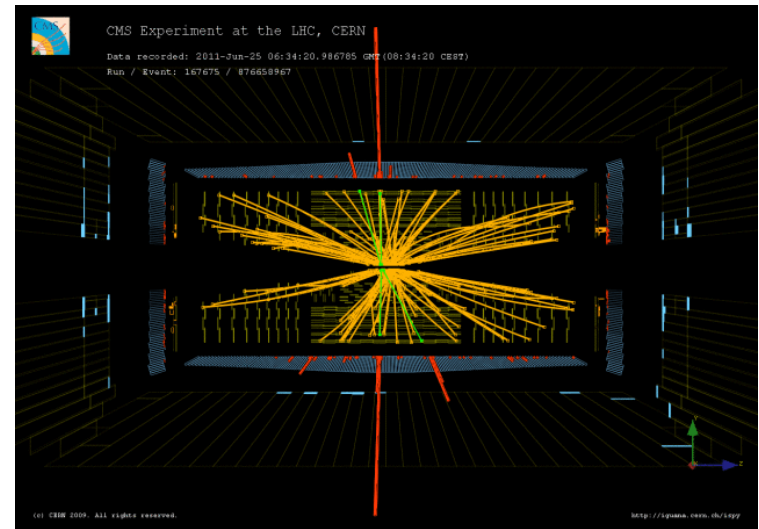 CMS
CMS Experiment at the LHC, CERN
Data recorded: 2011-Jun-25 06:34:20.986785 GMT(08:34:20 CEST)
Run / Event: 167675 / 876658967
Y
Z
(c) CERN 2009. All rights reserved.
http://iguana.cern.ch/ispy